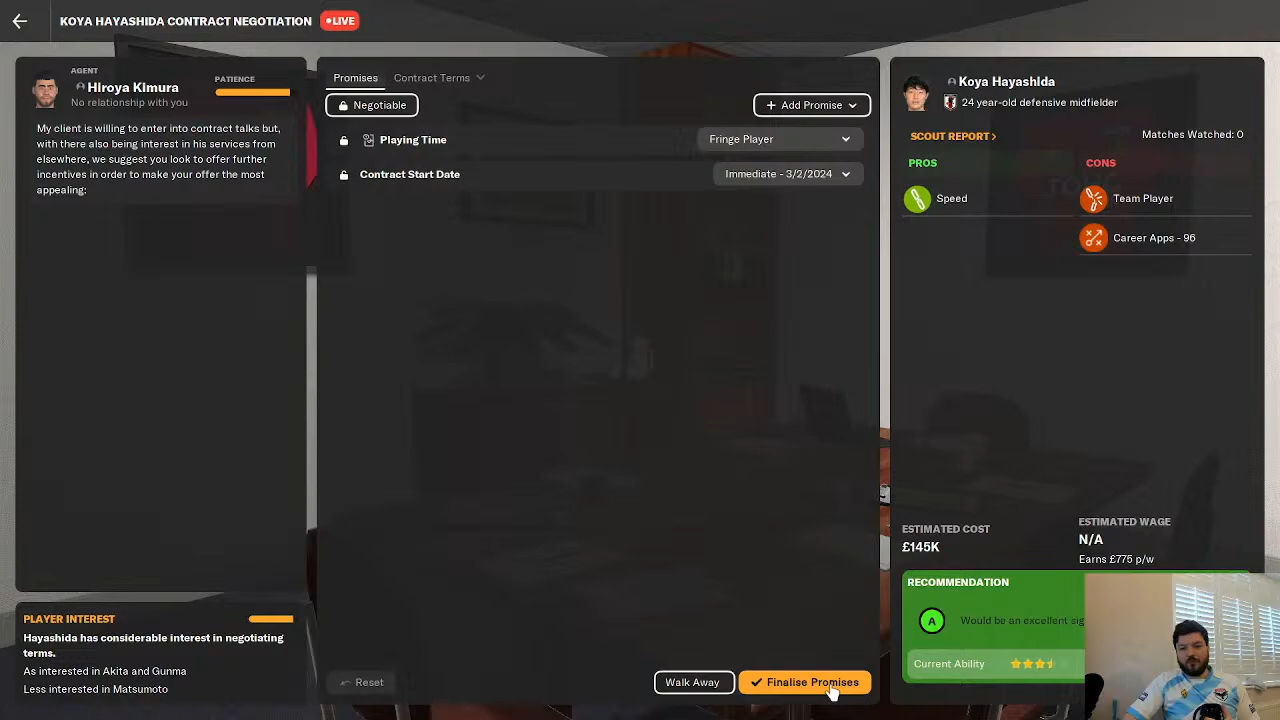 KOYA HAYASHIDA CONTRACT NEGOTIATION
LIVE
AGENT
Hiroya Kimura
No relationship with you
PATIENCE
My client is willing to enter into contract talks but,
with there also being interest in his services from
elsewhere, we suggest you look to offer further
incentives in order to make your offer the most
appealing:
PLAYER INTEREST
Hayashida has considerable interest in negotiating
terms.
As interested in Akita and Gunma
Less interested in Matsumoto
Promises
Contract Terms
Negotiable
+ Add Promise
Playing Time
Fringe Player
Contract Start Date
Immediate - 3/2/2024
Reset
Walk Away
Finalise Promises
Koya Hayashida
24 year-old defensive midfielder
SCOUT REPORT >
Matches Watched: 0
PROS
CONS
Speed
Team Player
Career Apps - 96
ESTIMATED COST
£145K
ESTIMATED WAGE
N/A
Earns £775 p/w
RECOMMENDATION
A
Would be an excellent sig
Current Ability